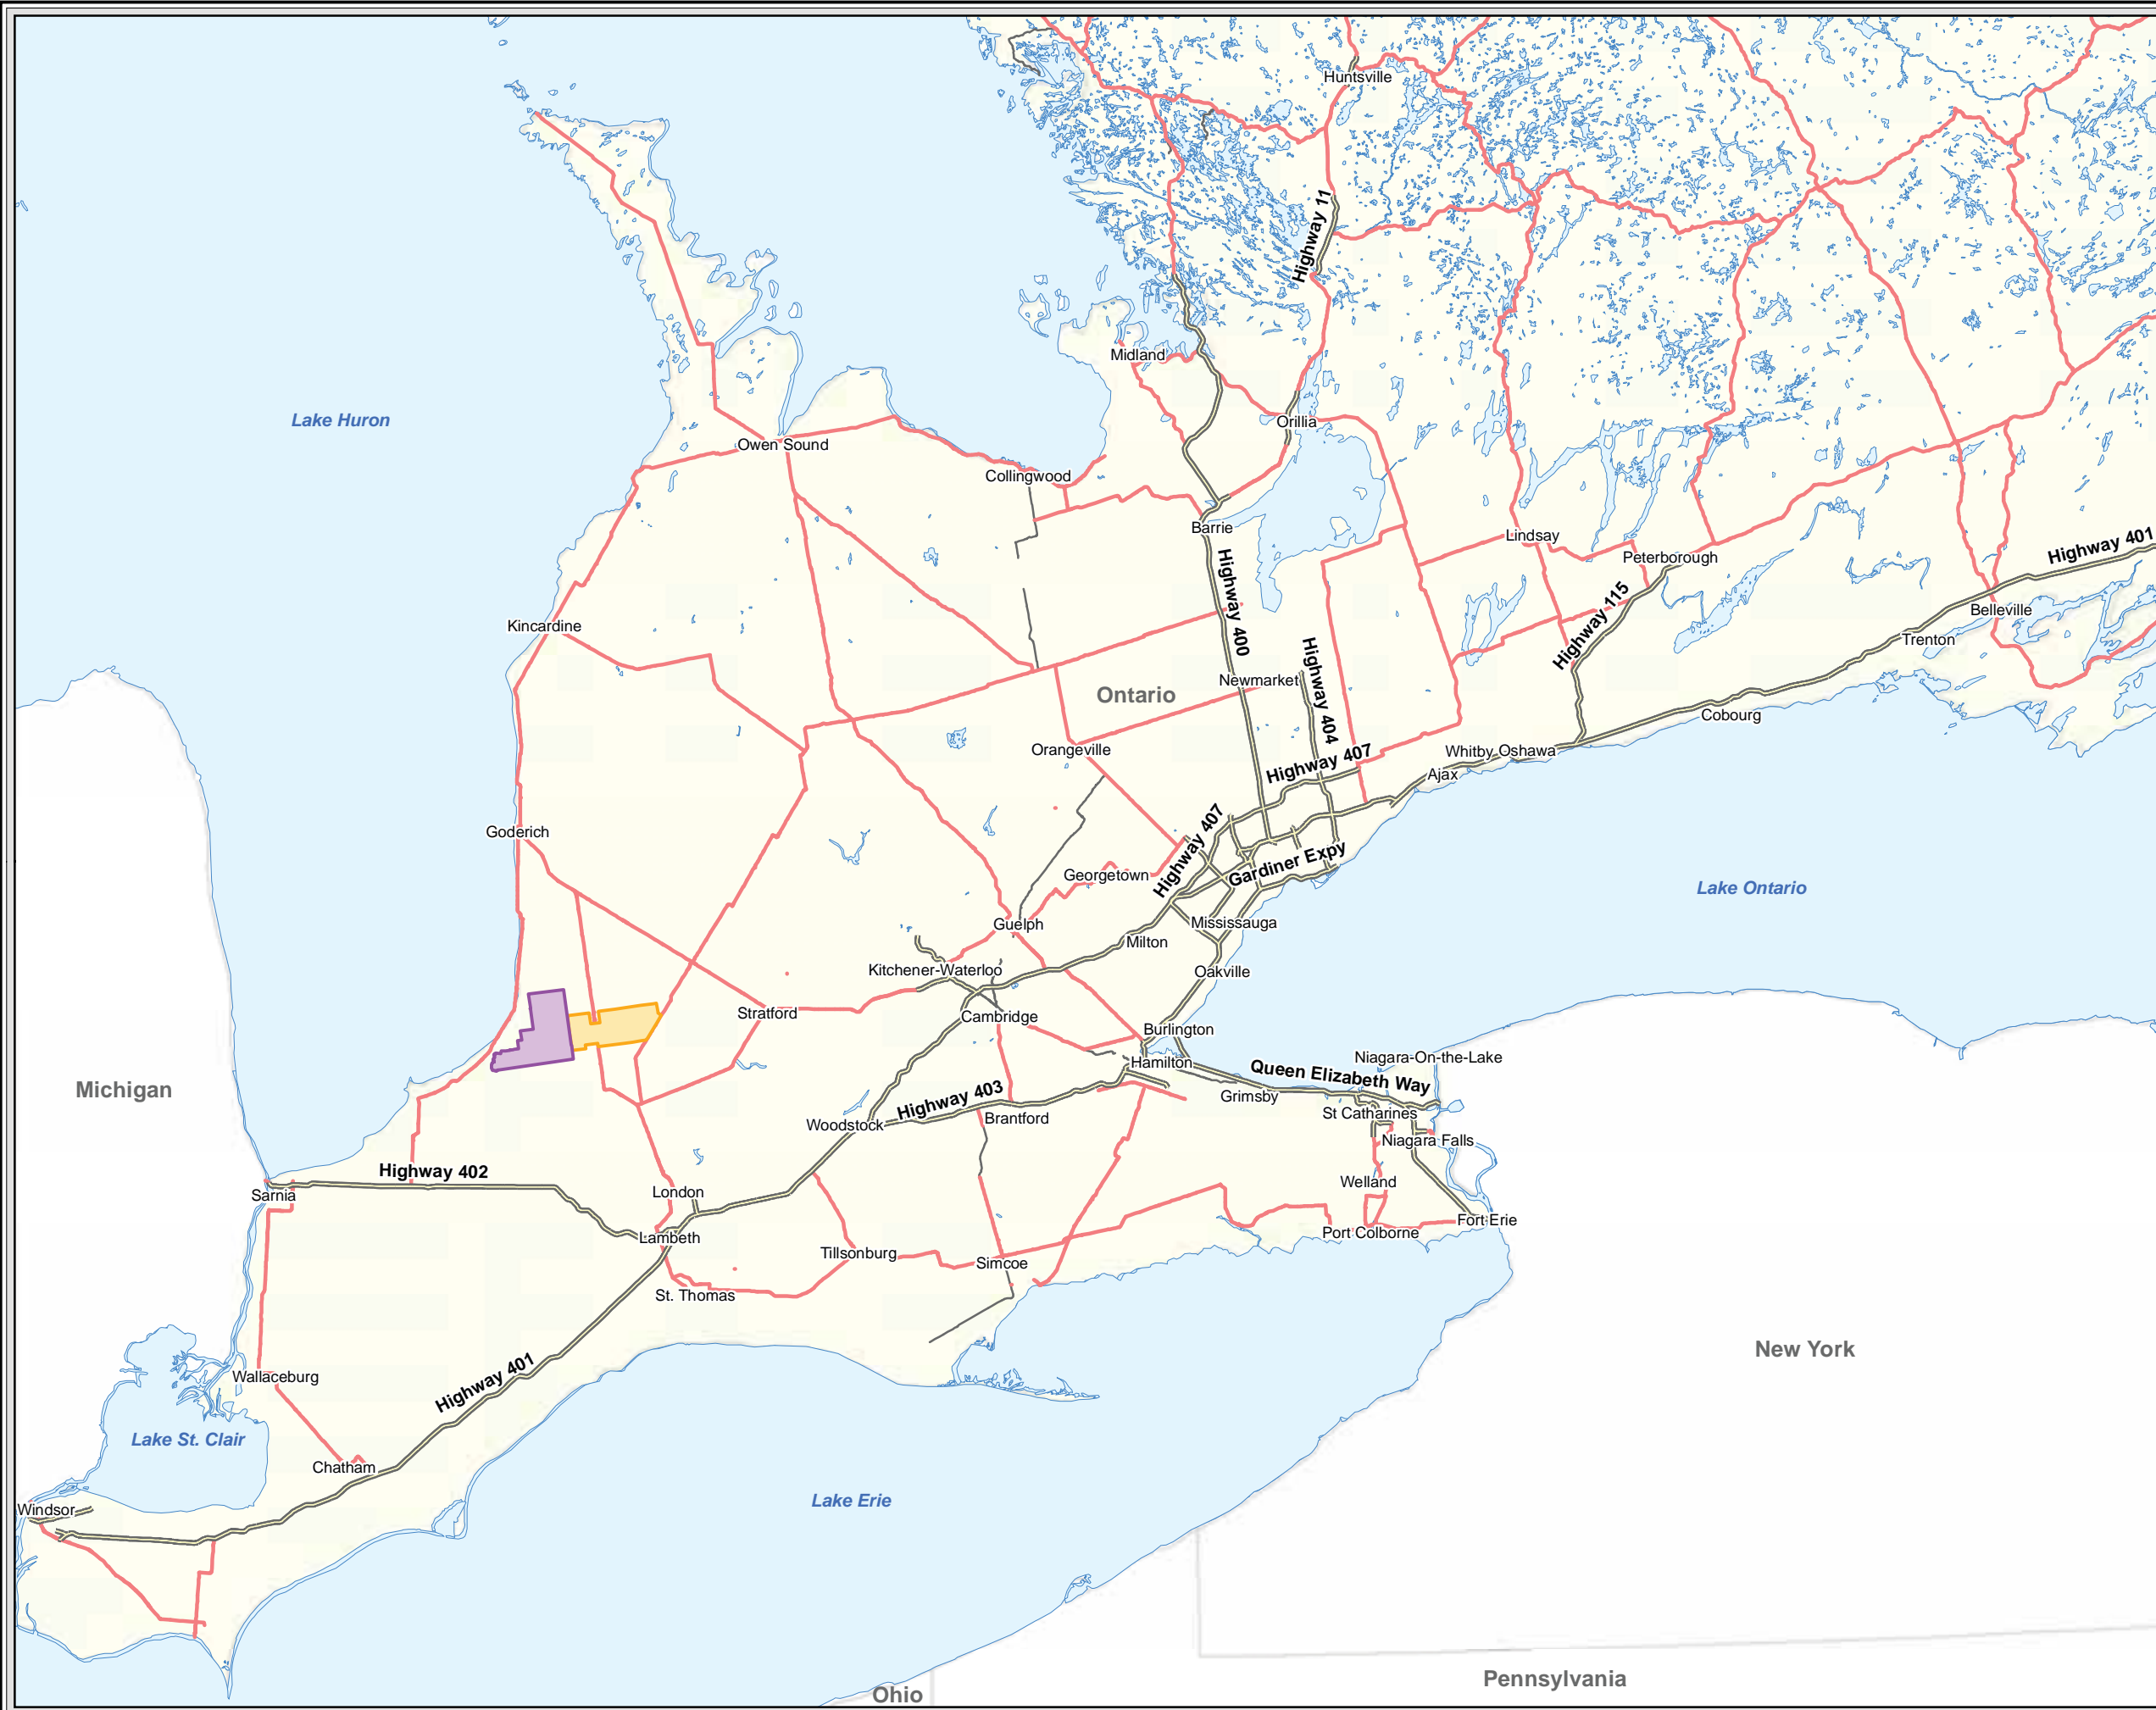 Huntsville
Highway 11
Midland
Lake Huron
Orillia
Owen Sound
Collingwood
Barrie
Lindsay
Peterborough
Highway 401
Highway 400
Highway 115
Belleville
Kincardine
Trenton
Newmarket
Highway 404
Ontario
Cobourg
Orangeville
Whitby
Oshawa
Highway 407
Ajax
Goderich
Highway 407
Gardiner Expy
Georgetown
Lake Ontario
Guelph
Mississauga
Milton
Kitchener-Waterloo
Oakville
Stratford
Cambridge
Burlington
Niagara-On-the-Lake
Hamilton
Queen Elizabeth Way
Michigan
Highway 403
Grimsby
St Catharines
Woodstock
Brantford
Niagara Falls
Highway 402
Welland
Sarnia
London
Fort Erie
Port Colborne
Lambeth
Tillsonburg
Simcoe
St. Thomas
New York
Wallaceburg
Highway 401
Lake St. Clair
Chatham
Lake Erie
Windsor
Pennsylvania
Ohio